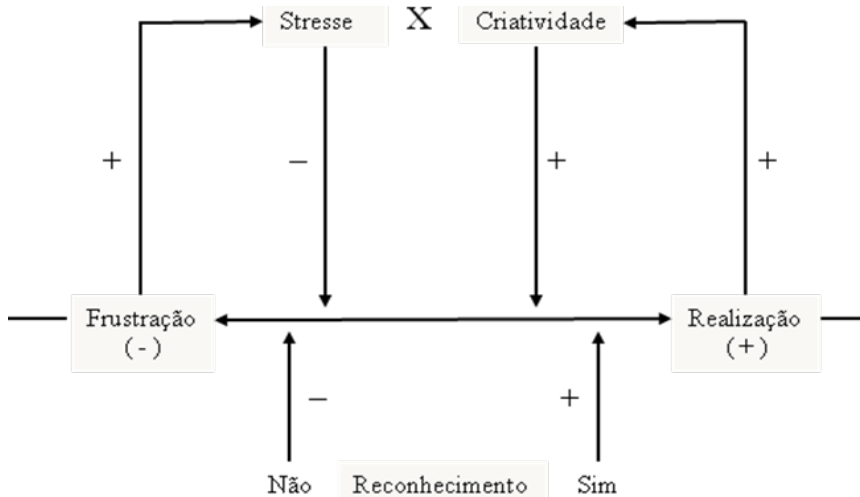 Stresse X Criatividade
+ – + +
Frustração
(-)
Realização
(+)
– +
Não Reconhecimento Sim